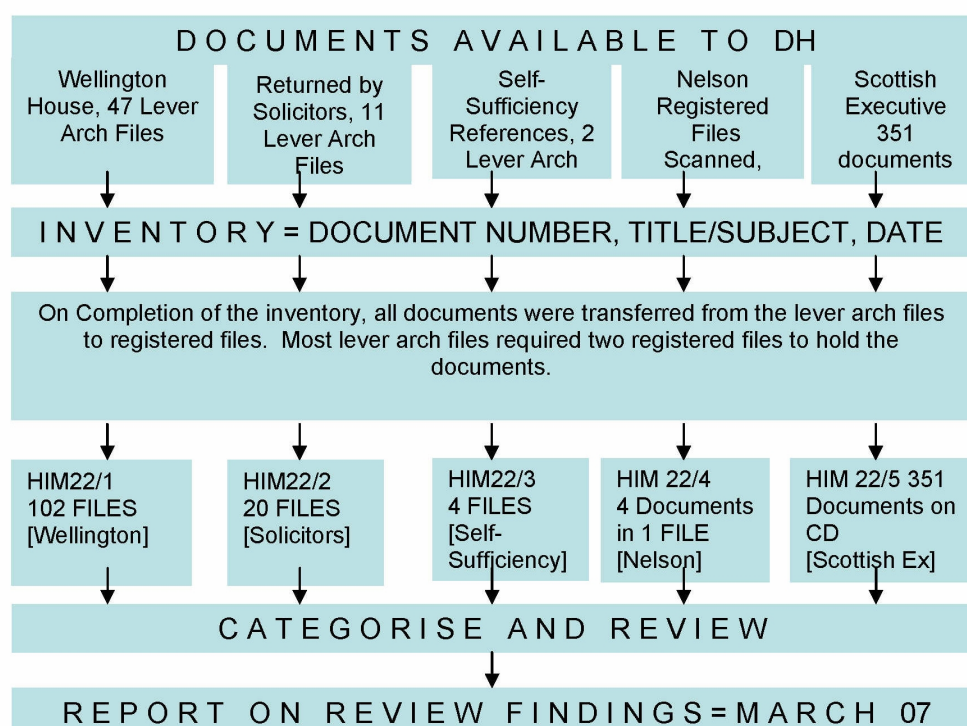 DOCUMENTS AVAILABLE TO DH
Wellington
House, 47 Lever
Arch Files
Returned by
Solicitors, 11
Lever Arch
Files
Self-
Sufficiency
References, 2
Lever Arch
Nelson
Registered
Files
Scanned,
Scottish
Executive
351
documents
INVENTORY = DOCUMENT NUMBER, TITLE/SUBJECT, DATE
On Completion of the inventory, all documents were transferred from the lever arch files
to registered files. Most lever arch files required two registered files to hold the
documents.
HIM22/1
102 FILES
[Wellington]
HIM22/2
20 FILES
[Solicitors]
HIM22/3
4 FILES
[Self-
Sufficiency]
HIM 22/4
4 Documents
in 1 FILE
[Nelson]
HIM 22/5 351
Documents on
CD
[Scottish Ex]
CATEGORISE AND REVIEW
REPORT ON REVIEW FINDINGS = MARCH 07